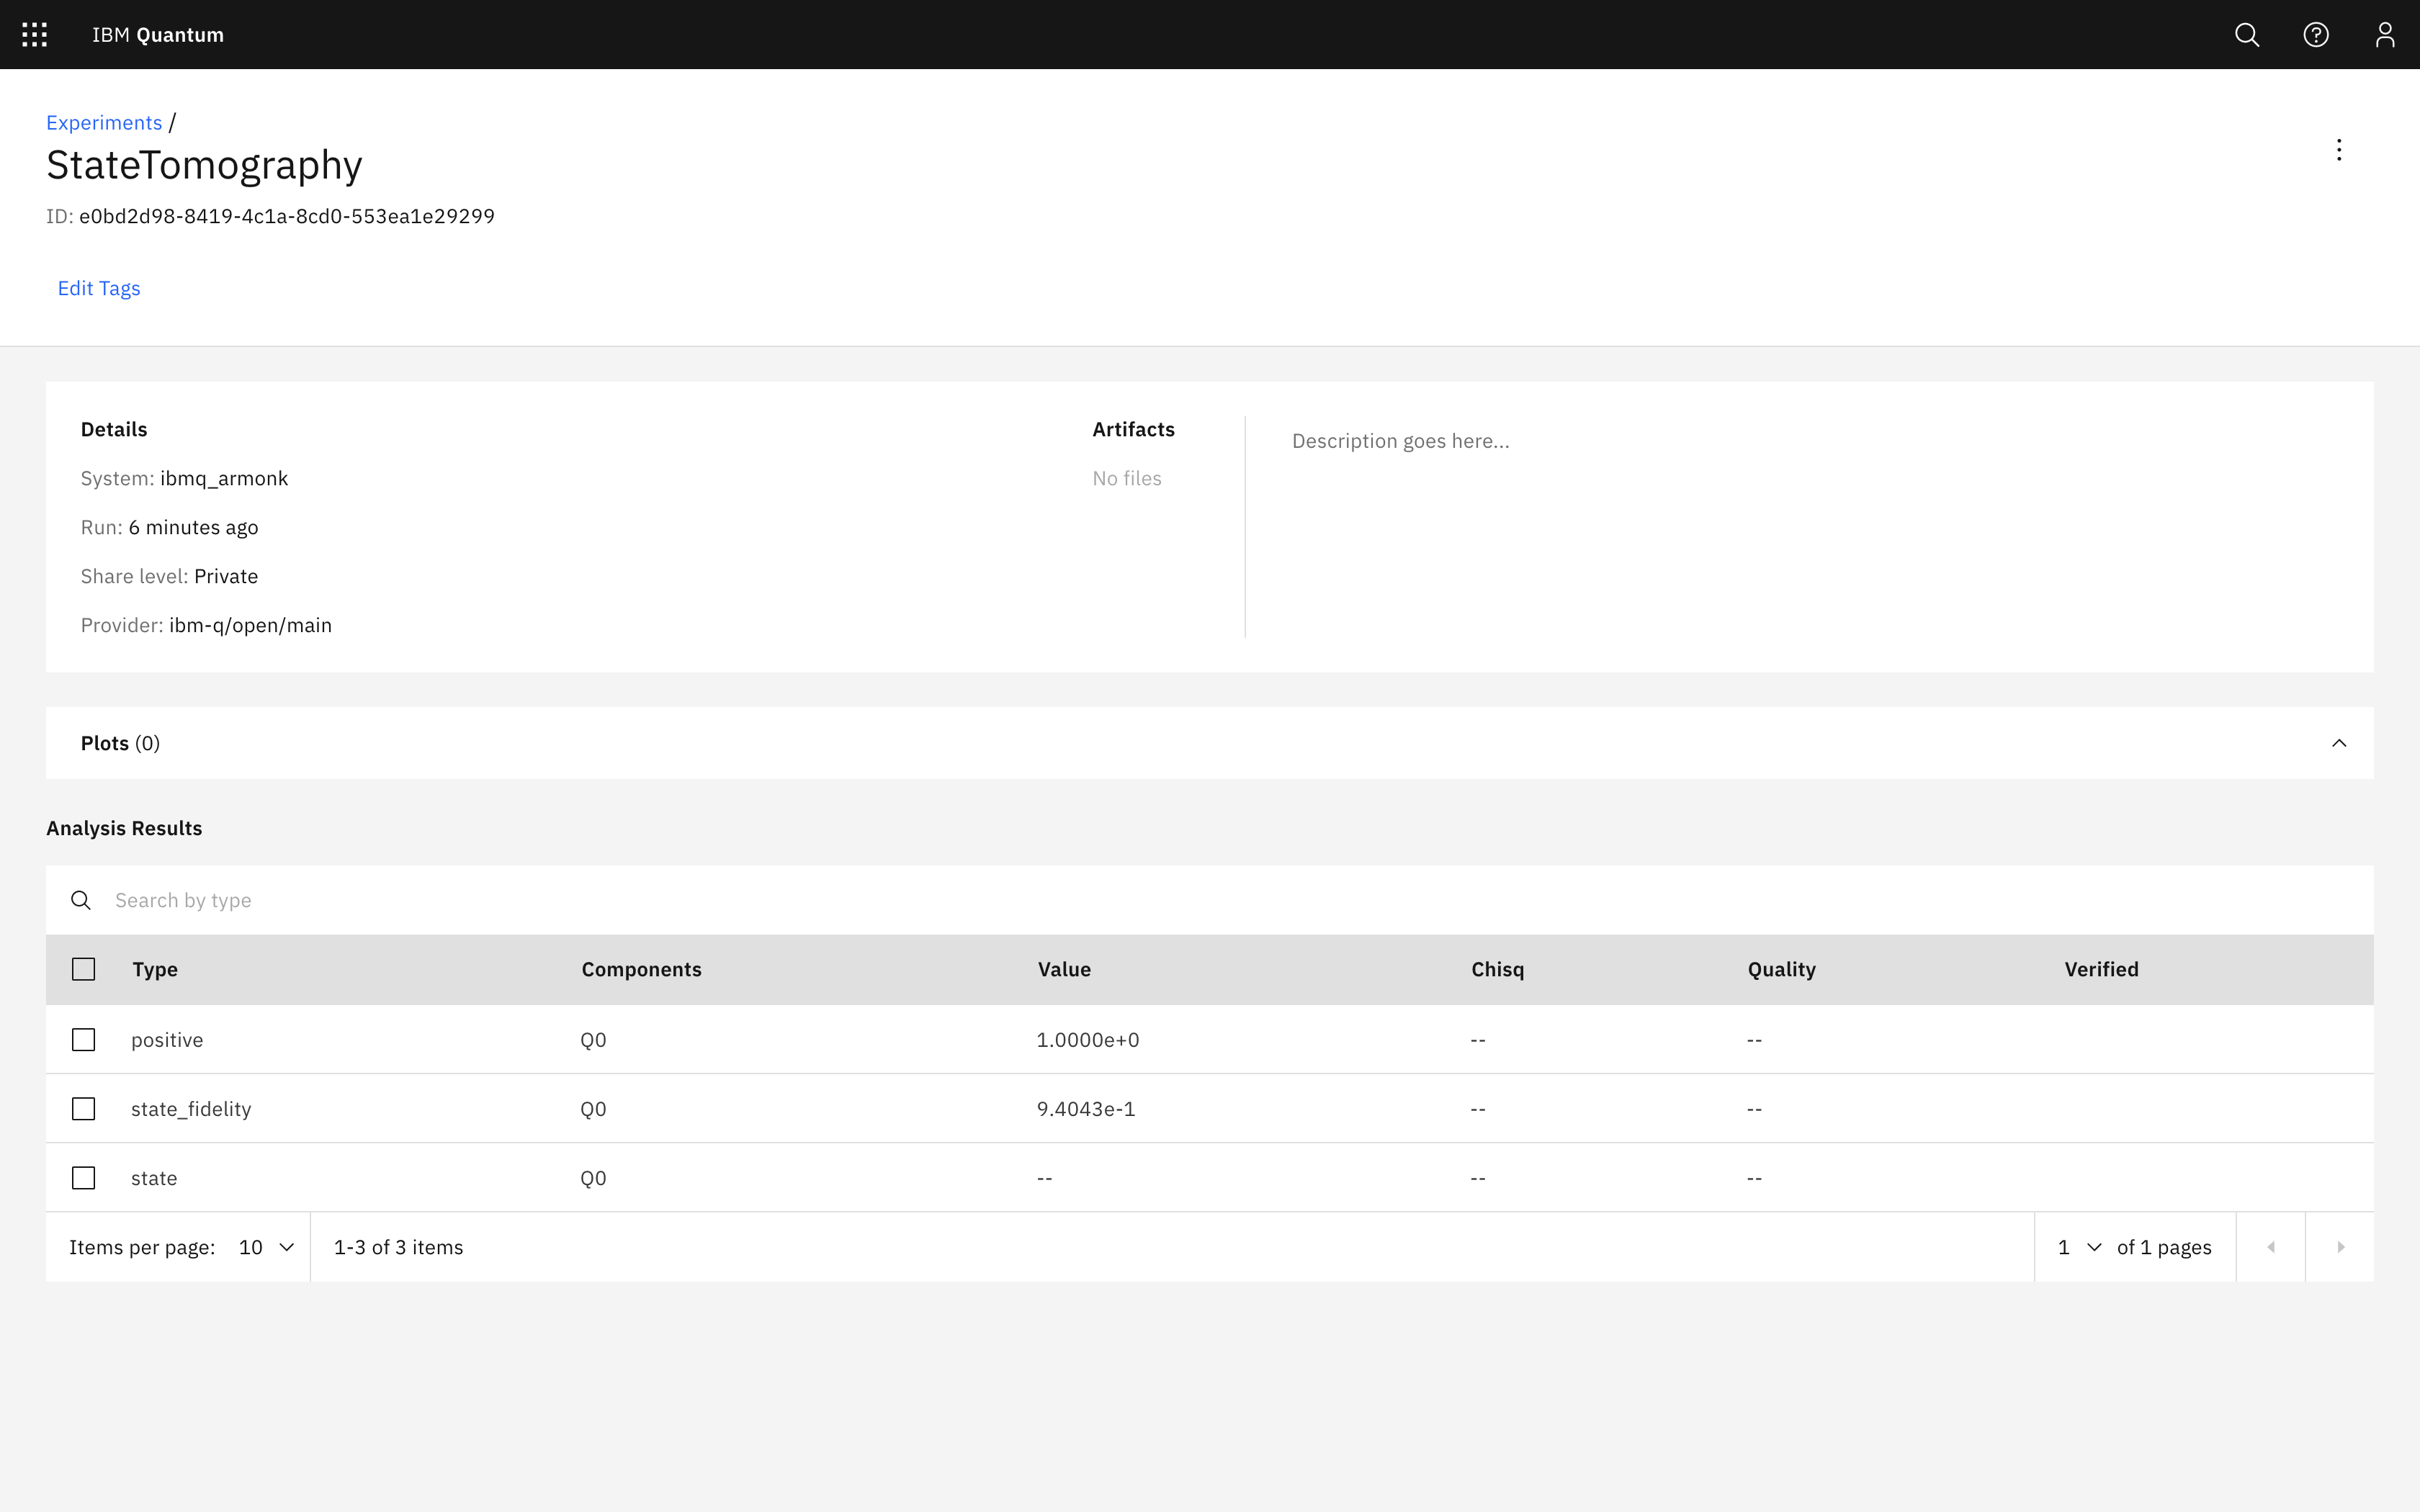 IBM Quantum
Experiments /
StateTomography
ID: e0bd2d98-8419-4c1a-8cd0-553ea1e29299
Edit Tags
Details
System: ibmq_armonk
Run: 6 minutes ago
Share level: Private
Provider: ibm-q/open/main
Artifacts
No files
Description goes here...
Plots (0)
Analysis Results
Search by type
Type Components Value Chisq Quality Verified
positive Q0 1.0000e+0 -- --
state_fidelity Q0 9.4043e-1 -- --
state Q0 -- -- --
Items per page: 10 1-3 of 3 items 1 of 1 pages